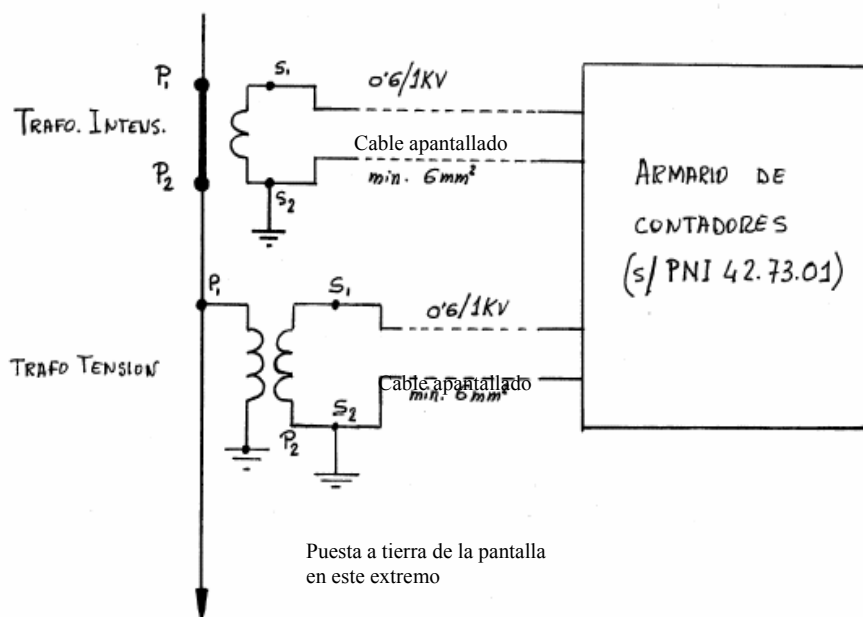 P₁
S₁
0'6/1KV
TRAFO. INTENS.
Cable apantallado
P₂
min. 6mm²
S₂
ARMARIO DE
CONTADORES
(s/ PNI 42.73.01)
P₁
S₁
0'6/1KV
TRAFO TENSION
Cable apantallado
min. 6mm²
S₂
P₂
Puesta a tierra de la pantalla
en este extremo